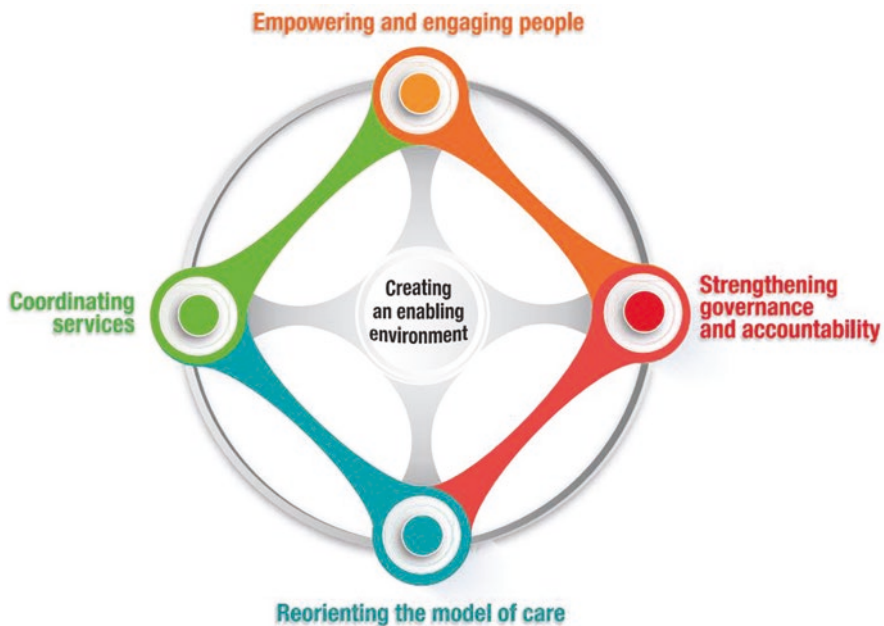 Empowering and engaging people
Coordinating
services
Creating
an enabling
environment
Strengthening
governance
and accountability
Reorienting the model of care